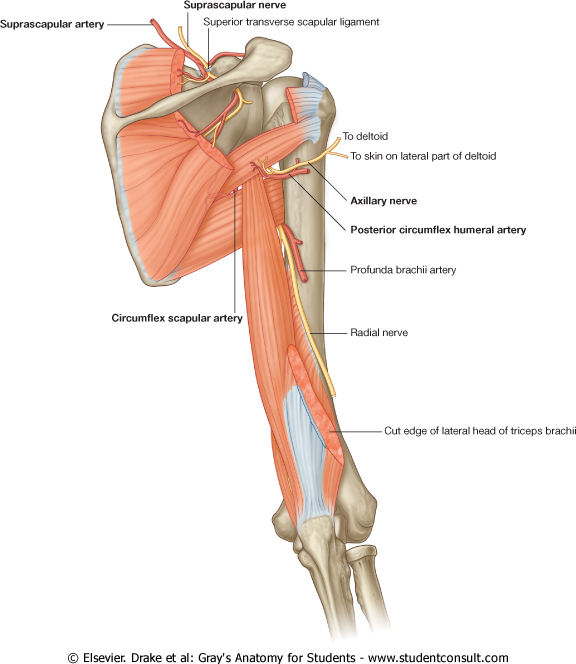 Suprascapular nerve
Suprascapular artery
Superior transverse scapular ligament
To deltoid
To skin on lateral part of deltoid
Axillary nerve
Posterior circumflex humeral artery
Profunda brachii artery
Circumflex scapular artery
Radial nerve
Cut edge of lateral head of triceps brachii
© Elsevier. Drake et al: Gray's Anatomy for Students - www.studentconsult.com